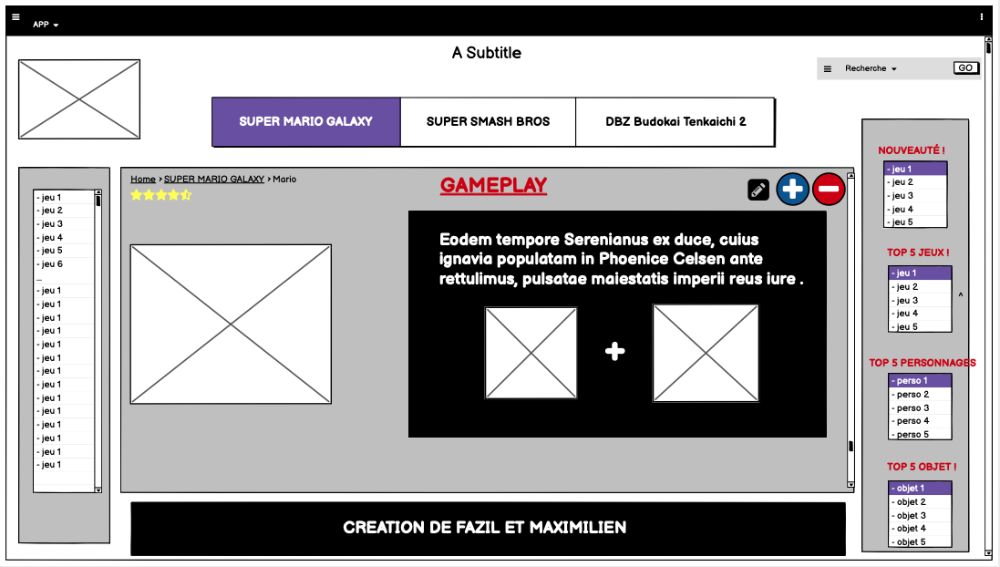 APP
A Subtitle
Recherche
GO
SUPER MARIO GALAXY
SUPER SMASH BROS
DBZ Budokai Tenkaichi 2
- jeu 1
- jeu 2
- jeu 3
- jeu 4
- jeu 5
- jeu 6
...
- jeu 1
- jeu 1
- jeu 1
- jeu 1
- jeu 1
- jeu 1
- jeu 1
- jeu 1
- jeu 1
- jeu 1
- jeu 1
- jeu 1
- jeu 1
- jeu 1
Home > SUPER MARIO GALAXY > Mario
GAMEPLAY
Eodem tempore Serenianus ex duce, cuius
ignavia populatam in Phoenice Celsen ante
rettulimus, pulsatae maiestatis imperii reus iure .
+
NOUVEAUTÉ !
- jeu 1
- jeu 2
- jeu 3
- jeu 4
- jeu 5
TOP 5 JEUX !
- jeu 1
- jeu 2
- jeu 3
- jeu 4
- jeu 5
^
TOP 5 PERSONNAGES
- perso 1
- perso 2
- perso 3
- perso 4
- perso 5
TOP 5 OBJET !
- objet 1
- objet 2
- objet 3
- objet 4
- objet 5
CREATION DE FAZIL ET MAXIMILIEN